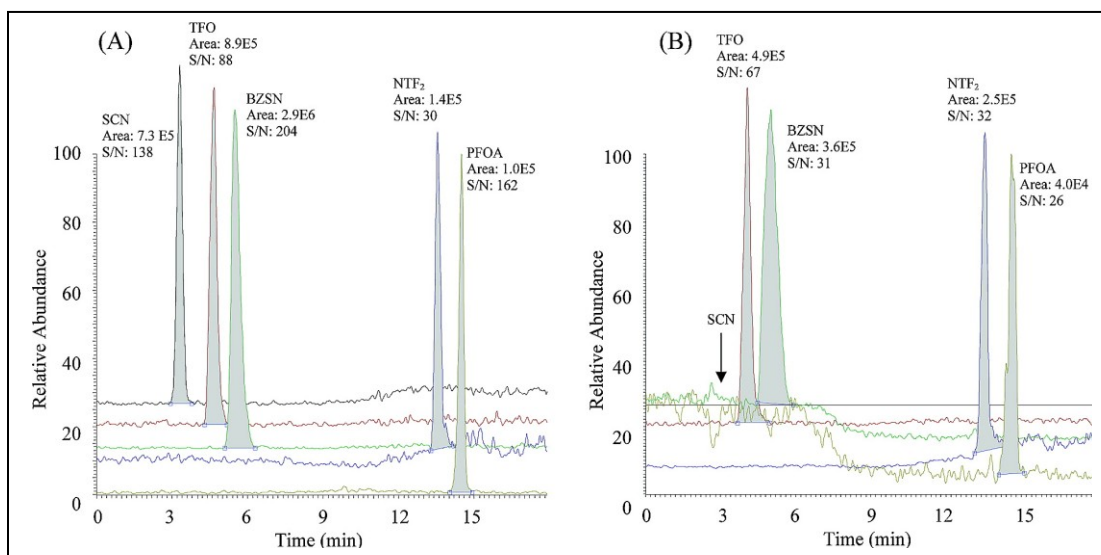 (A)
TFO
Area: 8.9E5
S/N: 88
SCN
Area: 7.3 E5
S/N: 138
BZSN
Area: 2.9E6
S/N: 204
NTF₂
Area: 1.4E5
S/N: 30
PFOA
Area: 1.0E5
S/N: 162
100
80
60
40
20
0
Relative Abundance
0 3 6 9 12 15
Time (min)
(B)
TFO
Area: 4.9E5
S/N: 67
BZSN
Area: 3.6E5
S/N: 31
NTF₂
Area: 2.5E5
S/N: 32
PFOA
Area: 4.0E4
S/N: 26
SCN
100
80
60
40
20
0
Relative Abundance
0 3 6 9 12 15
Time (min)